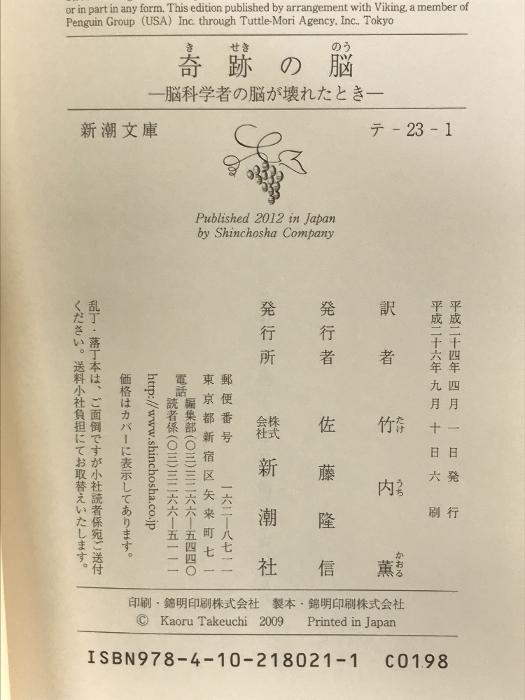 or in part in any form. This edition published by arrangement with Viking, a member of
Penguin Group (USA) Inc. through Tuttle-Mori Agency, Inc., Tokyo
奇跡の脳
きせきのう
―脳科学者の脳が壊れたとき―
新潮文庫
テ-23-1
Published 2012 in Japan
by Shinchosha Company
平成二十四年四月一日発行
平成二十六年九月十日六刷
訳者 竹内薫
たけうちかおる
発行者 佐藤隆信
発行所 株式会社 新潮社
郵便番号 一六二―八七一一
東京都新宿区矢来町七一
電話 編集部(〇三)三二六六―五四四〇
読者係(〇三)三二六六―五一一一
http://www.shinchosha.co.jp
価格はカバーに表示してあります。
乱丁・落丁本は、ご面倒ですが小社読者係宛ご送付
ください。送料小社負担にてお取替えいたします。
印刷・錦明印刷株式会社 製本・錦明印刷株式会社
© Kaoru Takeuchi 2009 Printed in Japan
ISBN978-4-10-218021-1 C0198